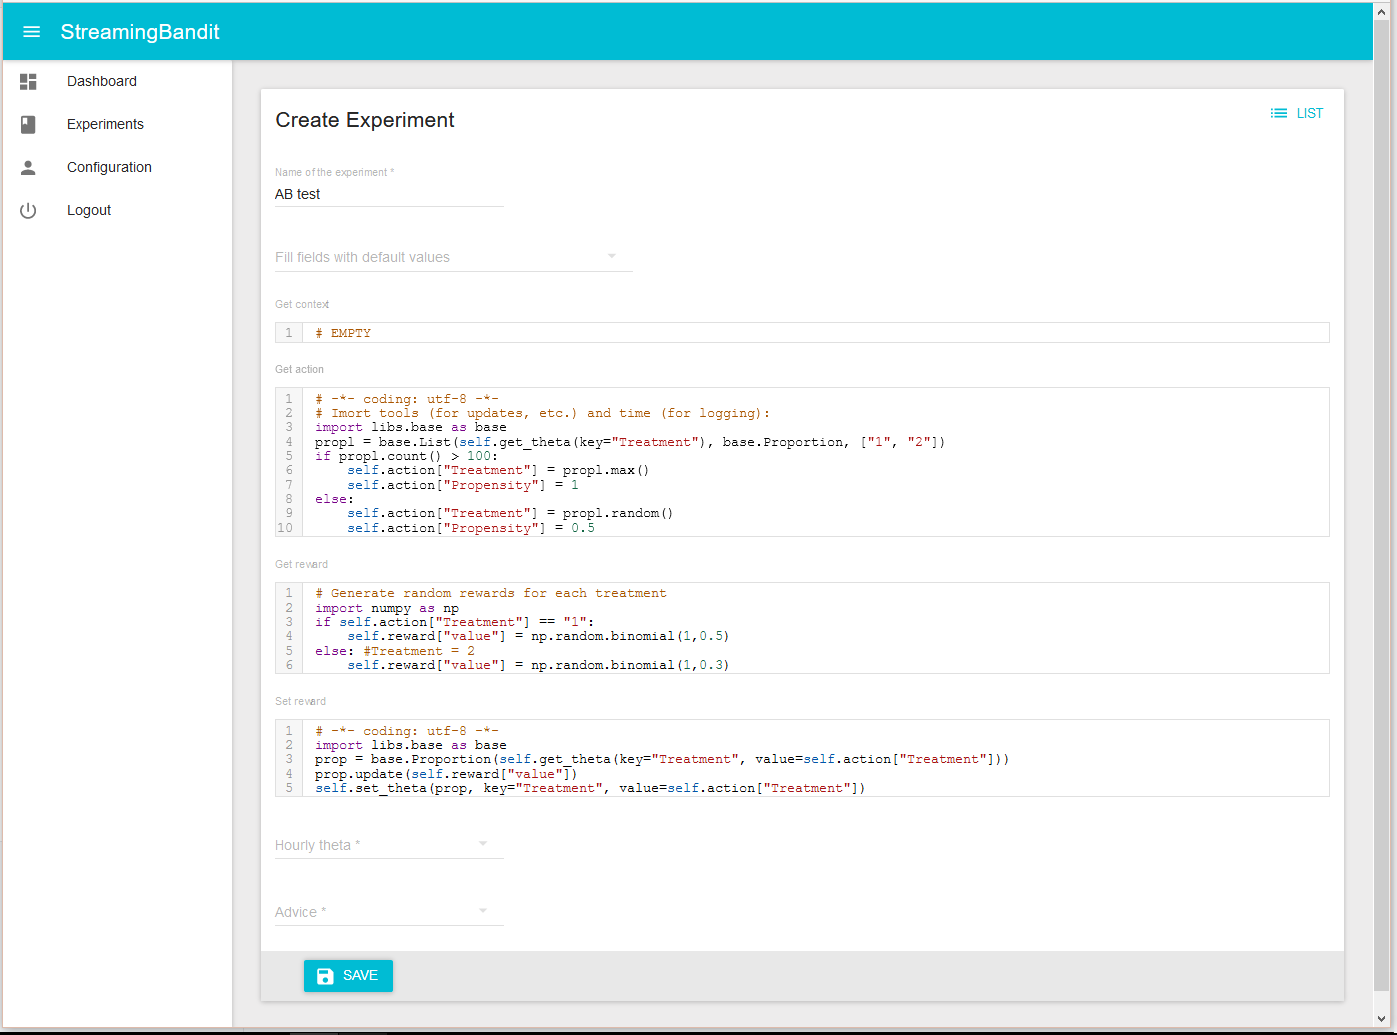 StreamingBandit
Dashboard
Experiments
Configuration
Logout
Create Experiment
LIST
Name of the experiment *
AB test
Fill fields with default values
Get context
1 # EMPTY
Get action
1 # -*- coding: utf-8 -*-
2 # Imort tools (for updates, etc.) and time (for logging):
3 import libs.base as base
4 propl = base.List(self.get_theta(key="Treatment"), base.Proportion, ["1", "2"])
5 if propl.count() > 100:
6     self.action["Treatment"] = propl.max()
7     self.action["Propensity"] = 1
8 else:
9     self.action["Treatment"] = propl.random()
10     self.action["Propensity"] = 0.5
Get reward
1 # Generate random rewards for each treatment
2 import numpy as np
3 if self.action["Treatment"] == "1":
4     self.reward["value"] = np.random.binomial(1,0.5)
5 else: #Treatment = 2
6     self.reward["value"] = np.random.binomial(1,0.3)
Set reward
1 # -*- coding: utf-8 -*-
2 import libs.base as base
3 prop = base.Proportion(self.get_theta(key="Treatment", value=self.action["Treatment"]))
4 prop.update(self.reward["value"])
5 self.set_theta(prop, key="Treatment", value=self.action["Treatment"])
Hourly theta *
Advice *
SAVE